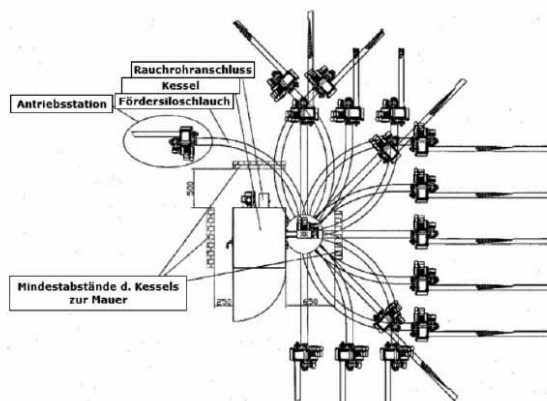 Rauchrohranschluss
Kessel
Fördersiloschlauch
Antriebsstation
500
Mindestabstände d. Kessels
zur Mauer
250
650